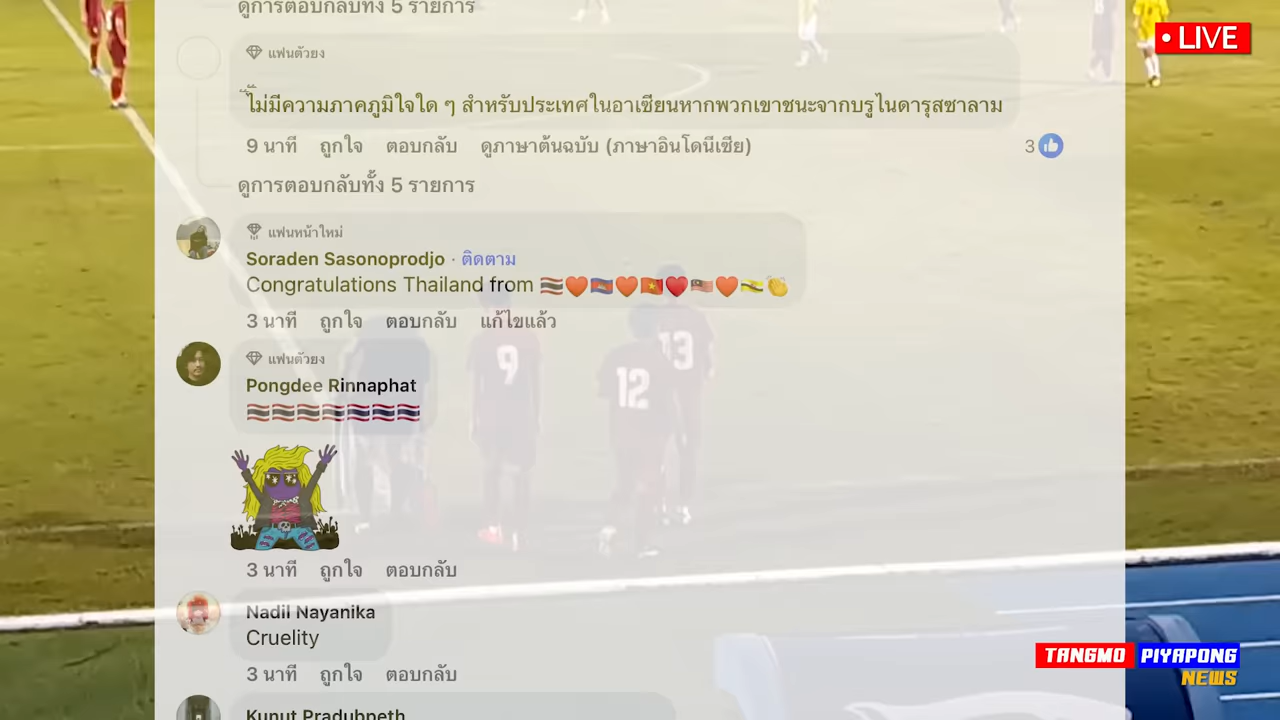 ดูการตอบกลับทั้ง 5 รายการ
LIVE
แฟนตัวยง
ไม่มีความภาคภูมิใจใด ๆ สำหรับประเทศในอาเซียนหากพวกเขาชนะจากบรูไนดารุสซาลาม
9 นาที ถูกใจ ตอบกลับ ดูภาษาต้นฉบับ (ภาษาอินโดนีเซีย) 3
ดูการตอบกลับทั้ง 5 รายการ
แฟนหน้าใหม่
Soraden Sasonoprodjo · ติดตาม
Congratulations Thailand from 🇹🇭❤️🇰🇭❤️🇻🇳❤️🇲🇾❤️🇧🇳👏
3 นาที ถูกใจ ตอบกลับ แก้ไขแล้ว
แฟนตัวยง
Pongdee Rinnaphat
🇹🇭🇹🇭🇹🇭🇹🇭🇹🇭🇹🇭🇹🇭
9
12
13
3 นาที ถูกใจ ตอบกลับ
Nadil Nayanika
Cruelity
3 นาที ถูกใจ ตอบกลับ
Kunut Pradubpeth
TANGMO PIYAPONG
NEWS